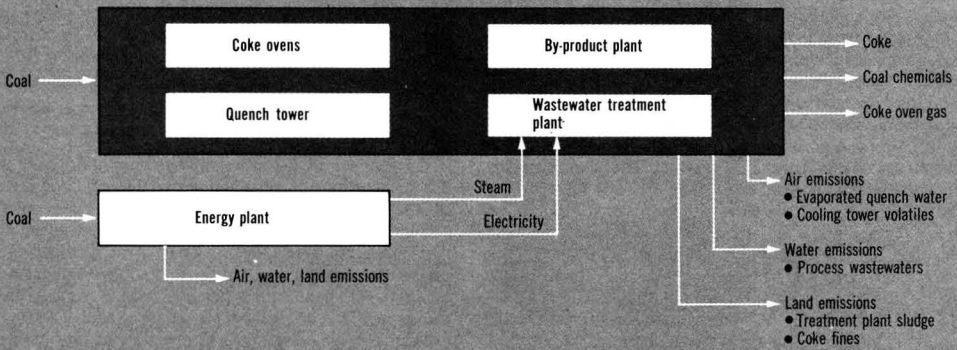 Coke ovens
By-product plant
Coke
Coal
Coal chemicals
Quench tower
Wastewater treatment
plant
Coke oven gas
Steam
Air emissions
• Evaporated quench water
• Cooling tower volatiles
Coal
Energy plant
Electricity
Water emissions
• Process wastewaters
Air, water, land emissions
Land emissions
• Treatment plant sludge
• Coke fines